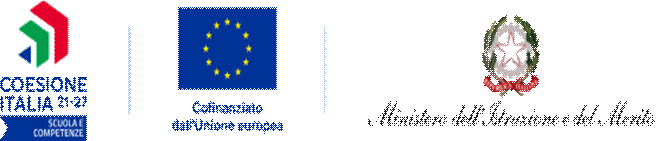 COESIONE
ITALIA 21-27
SCUOLA E
COMPETENZE
Cofinanziato
dall'Unione europea
Ministero dell'Istruzione e del Merito